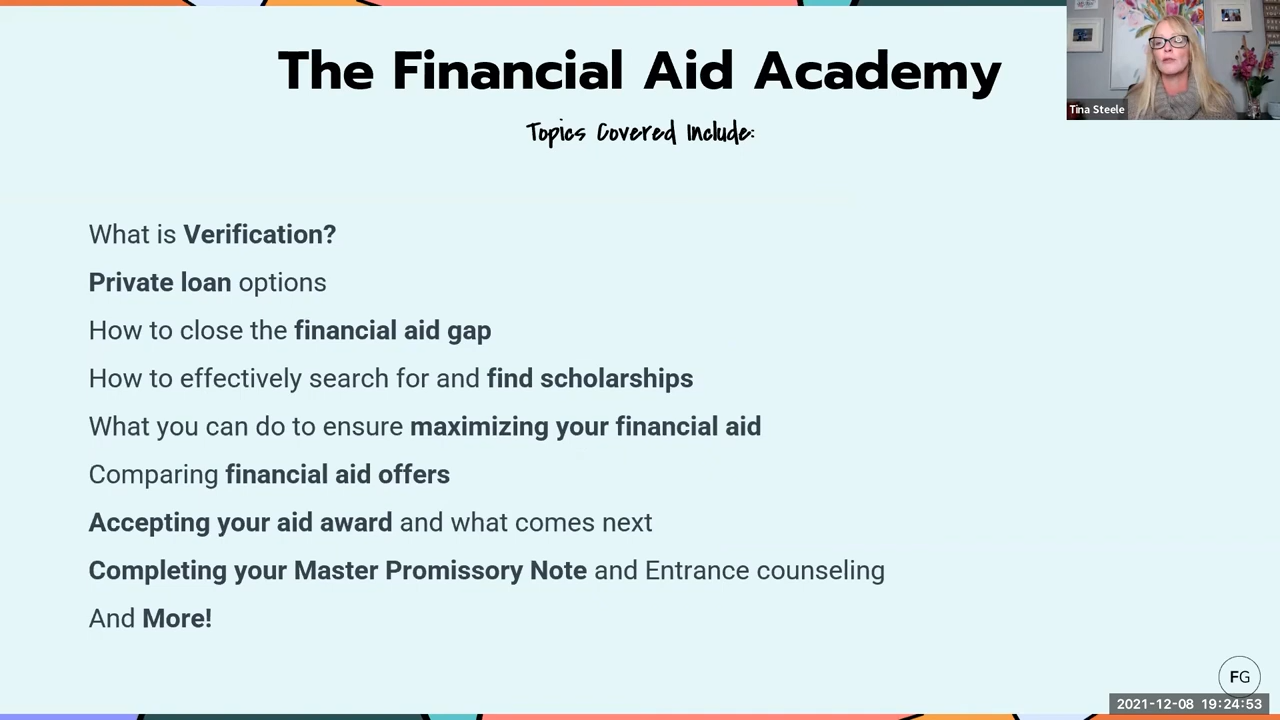 The Financial Aid Academy
Topics Covered Include:
Tina Steele
What is Verification?
Private loan options
How to close the financial aid gap
How to effectively search for and find scholarships
What you can do to ensure maximizing your financial aid
Comparing financial aid offers
Accepting your aid award and what comes next
Completing your Master Promissory Note and Entrance counseling
And More!
FG
2021-12-08 19:24:53